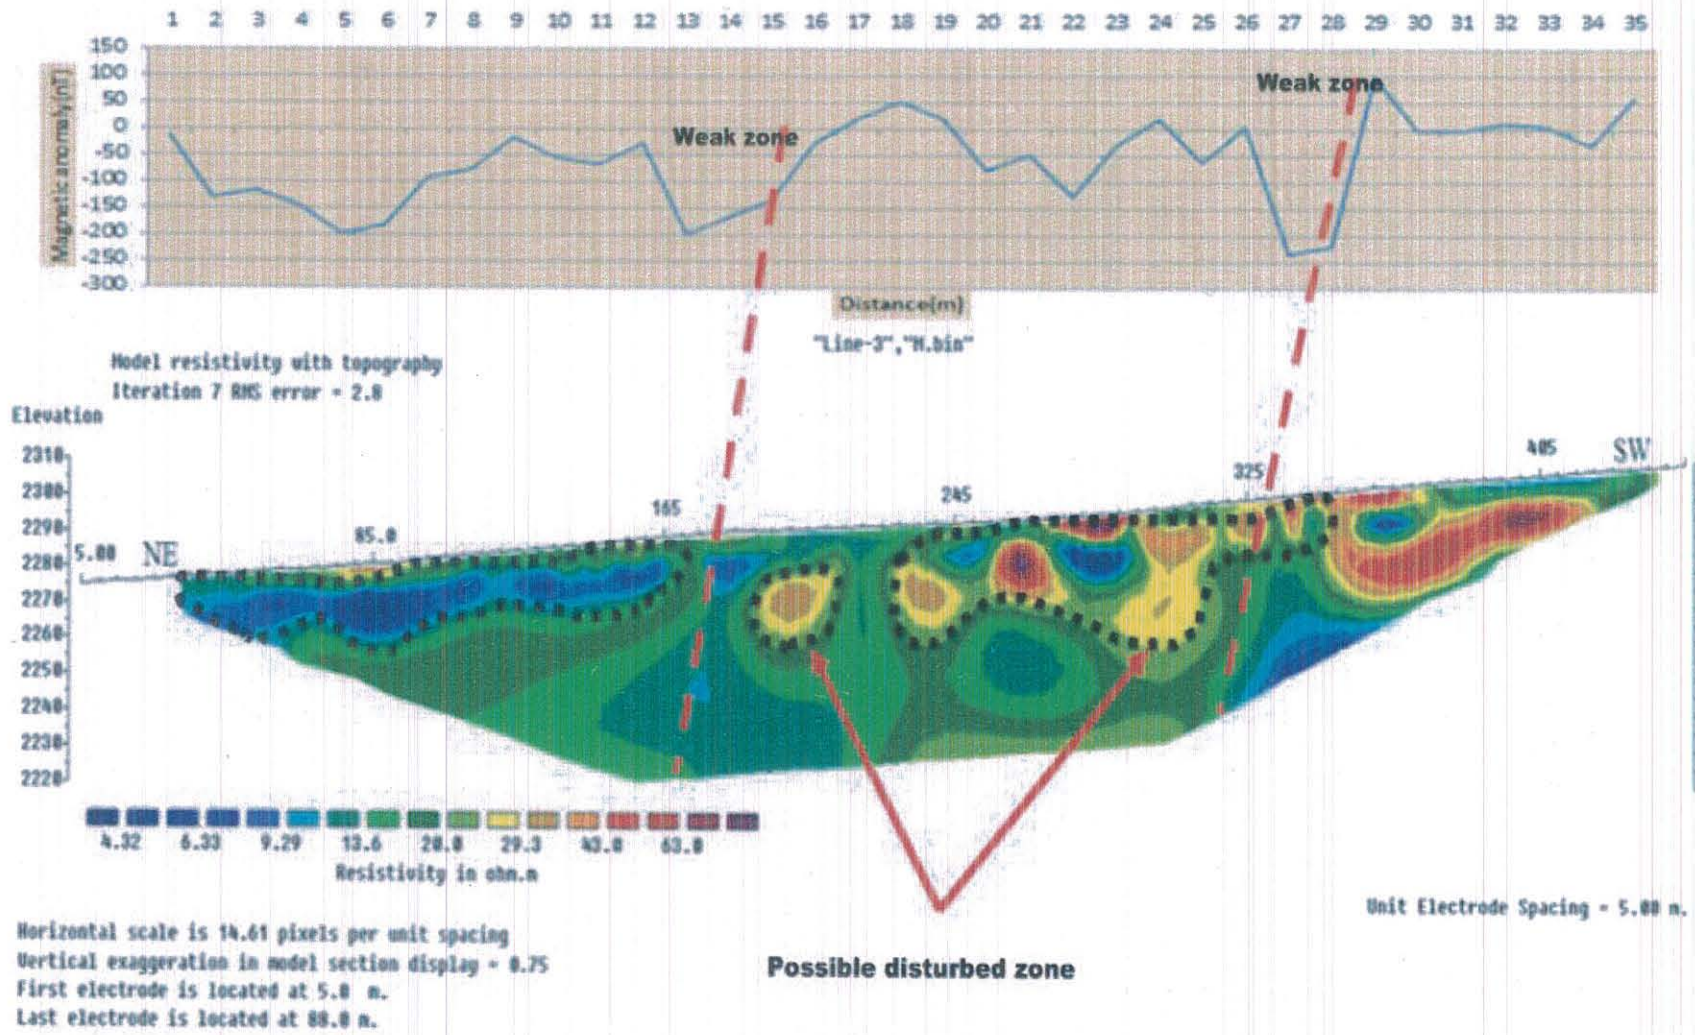 1 2 3 4 5 6 7 8 9 10 11 12 13 14 15 16 17 18 19 20 21 22 23 24 25 26 27 28 29 30 31 32 33 34 35
150
100
50
0
-50
-100
-150
-200
-250
-300
Magnetic anomaly(nT)
Weak zone
Weak zone
Distance(m)
"Line-3","M.bin"
Model resistivity with topography
Iteration 7 RMS error = 2.8
Elevation
2310
2300
2290
2280
2270
2260
2250
2240
2230
2220
5.00 NE
85.0
165
245
325
405
SW
4.32 6.33 9.29 13.6 20.0 29.3 43.0 63.0
Resistivity in ohm.m
Unit Electrode Spacing = 5.00 m.
Horizontal scale is 14.61 pixels per unit spacing
Vertical exaggeration in model section display = 0.75
First electrode is located at 5.0 m.
Last electrode is located at 88.0 m.
Possible disturbed zone